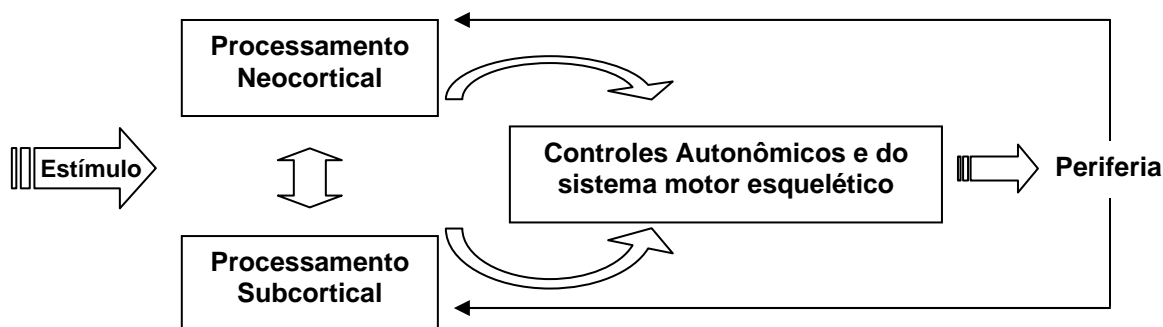 Processamento
Neocortical
Estímulo
Controles Autonômicos e do
sistema motor esquelético
Periferia
Processamento
Subcortical